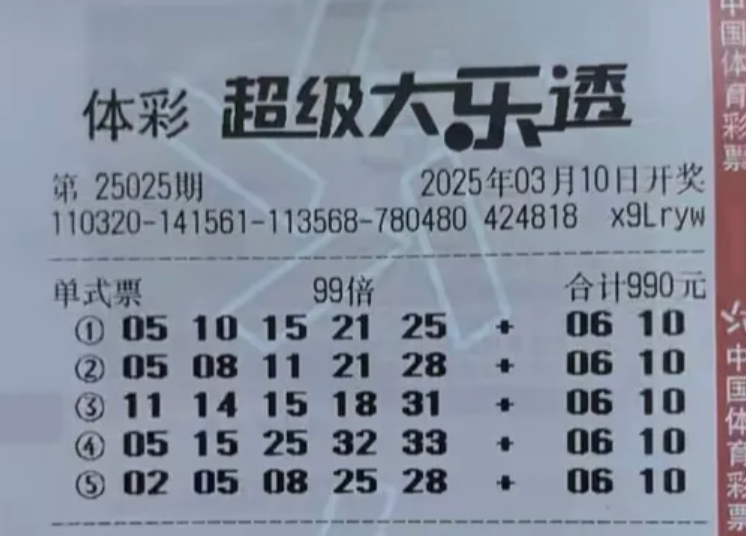 体彩 超级大乐透
第 25025期 2025年03月10日开奖
110320-141561-113568-780480 424818 x9Lryw
单式票 99倍 合计990元
① 05 10 15 21 25 + 06 10
② 05 08 11 21 28 + 06 10
③ 11 14 15 18 31 + 06 10
④ 05 15 25 32 33 + 06 10
⑤ 02 05 08 25 28 + 06 10
中国体育彩票
中国体育彩票